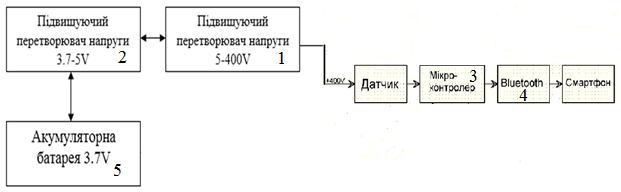 Підвищуючий
перетворювач напруги
3.7-5V 2
Підвищуючий
перетворювач напруги
5-400V 1
+400V
Датчик
Мікро-
контролер 3
Bluetooth
4
Смартфон
Акумуляторна
батарея 3.7V
5